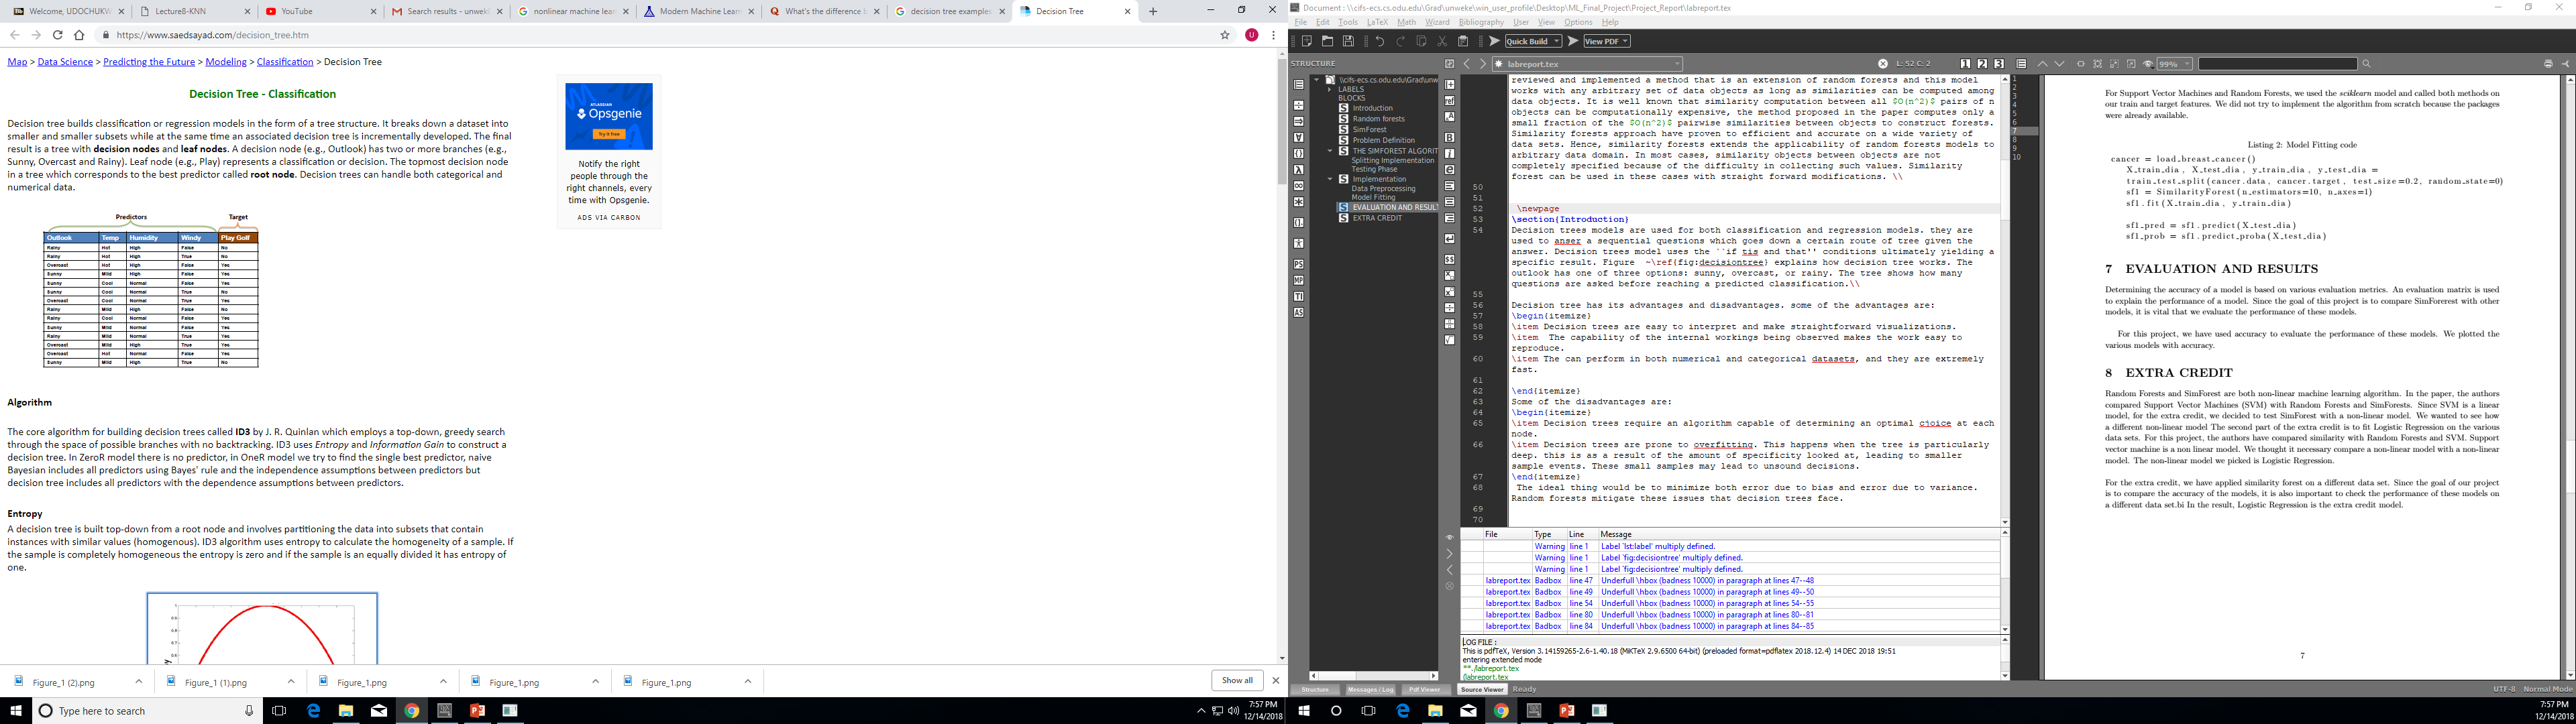 Welcome, UDOCHUKW
Lecture8-KNN
YouTube
Search results - unwek
nonlinear machine lea
Modern Machine Learn
What's the difference b
decision tree examples
Decision Tree
https://www.saedsayad.com/decision_tree.htm
Map > Data Science > Predicting the Future > Modeling > Classification > Decision Tree
Decision Tree - Classification
Decision tree builds classification or regression models in the form of a tree structure. It breaks down a dataset into
smaller and smaller subsets while at the same time an associated decision tree is incrementally developed. The final
result is a tree with decision nodes and leaf nodes. A decision node (e.g., Outlook) has two or more branches (e.g.,
Sunny, Overcast and Rainy). Leaf node (e.g., Play) represents a classification or decision. The topmost decision node
in a tree which corresponds to the best predictor called root node. Decision trees can handle both categorical and
numerical data.
ATLASSIAN
Opsgenie
Try it free
Notify the right
people through the
right channels, every
time with Opsgenie.
ADS VIA CARBON
Predictors Target
Outlook Temp Humidity Windy Play Golf
Rainy Hot High False No
Rainy Hot High True No
Overcast Hot High False Yes
Sunny Mild High False Yes
Sunny Cool Normal False Yes
Sunny Cool Normal True No
Overcast Cool Normal True Yes
Rainy Mild High False No
Rainy Cool Normal False Yes
Sunny Mild Normal False Yes
Rainy Mild Normal True Yes
Overcast Mild High True Yes
Overcast Hot Normal False Yes
Sunny Mild High True No
Algorithm
The core algorithm for building decision trees called ID3 by J. R. Quinlan which employs a top-down, greedy search
through the space of possible branches with no backtracking. ID3 uses Entropy and Information Gain to construct a
decision tree. In ZeroR model there is no predictor, in OneR model we try to find the single best predictor, naive
Bayesian includes all predictors using Bayes' rule and the independence assumptions between predictors but
decision tree includes all predictors with the dependence assumptions between predictors.
Entropy
A decision tree is built top-down from a root node and involves partitioning the data into subsets that contain
instances with similar values (homogenous). ID3 algorithm uses entropy to calculate the homogeneity of a sample. If
the sample is completely homogeneous the entropy is zero and if the sample is an equally divided it has entropy of
one.
1
0.9
0.8
0.7
0.6
Figure_1 (2).png
Figure_1 (1).png
Figure_1.png
Figure_1.png
Figure_1.png
Show all
Type here to search
7:57 PM
12/14/2018
Document : \\cifs-ecs.cs.odu.edu\Grad\unweke\win_user_profile\Desktop\ML_Final_Project\Project_Report\labreport.tex
File Edit Tools LaTeX Math Wizard Bibliography User View Options Help
Quick Build
View PDF
STRUCTURE
labreport.tex
L: 52 C: 2
1 2 3
99%
\\cifs-ecs.cs.odu.edu\Grad\unw
LABELS
BLOCKS
Introduction
Random forests
SimForest
Problem Definition
THE SIMFOREST ALGORIT
Splitting Implementation
Testing Phase
Implementation
Data Preprocessing
Model Fitting
EVALUATION AND RESUL
EXTRA CREDIT
reviewed and implemented a method that is an extension of random forests and this model
works with any arbitrary set of data objects as long as similarities can be computed among
data objects. It is well known that similarity computation between all $O(n^2)$ pairs of n
objects can be computationally expensive, the method proposed in the paper computes only a
small fraction of the $O(n^2)$ pairwise similarities between objects to construct forests.
Similarity forests approach have proven to efficient and accurate on a wide variety of
data sets. Hence, similarity forests extends the applicability of random forests models to
arbitrary data domain. In most cases, similarity objects between objects are not
completely specified because of the difficulty in collecting such values. Similarity
forest can be used in these cases with straight forward modifications. \\
50
51
52 \newpage
53 \section{Introduction}
54 Decision trees models are used for both classification and regression models. they are
used to anser a sequential questions which goes down a certain route of tree given the
answer. Decision trees model uses the ``if tis and that'' conditions ultimately yielding a
specific result. Figure ~\ref{fig:decisiontree} explains how decision tree works. The
outlook has one of three options: sunny, overcast, or rainy. The tree shows how many
questions are asked before reaching a predicted classification.\\
55
56 Decision tree has its advantages and disadvantages. some of the advantages are:
57 \begin{itemize}
58 \item Decision trees are easy to interpret and make straightforward visualizations.
59 \item The capability of the internal workings being observed makes the work easy to
reproduce.
60 \item The can perform in both numerical and categorical datasets, and they are extremely
fast.
61
62 \end{itemize}
63 Some of the disadvantages are:
64 \begin{itemize}
65 \item Decision trees require an algorithm capable of determining an optimal cjoice at each
node.
66 \item Decision trees are prone to overfitting. This happens when the tree is particularly
deep. this is as a result of the amount of specificity looked at, leading to smaller
sample events. These small samples may lead to unsound decisions.
67 \end{itemize}
68 The ideal thing would be to minimize both error due to bias and error due to variance.
Random forests mitigate these issues that decision trees face.
69
70
File Type Line Message
Warning line 1 Label `lst:label' multiply defined.
Warning line 1 Label `fig:decisiontree' multiply defined.
Warning line 1 Label `fig:decisiontree' multiply defined.
labreport.tex Badbox line 47 Underfull \hbox (badness 10000) in paragraph at lines 47--48
labreport.tex Badbox line 49 Underfull \hbox (badness 10000) in paragraph at lines 49--50
labreport.tex Badbox line 54 Underfull \hbox (badness 10000) in paragraph at lines 54--55
labreport.tex Badbox line 80 Underfull \hbox (badness 10000) in paragraph at lines 80--81
labreport.tex Badbox line 84 Underfull \hbox (badness 10000) in paragraph at lines 84--85
LOG FILE :
This is pdfTeX, Version 3.14159265-2.6-1.40.18 (MiKTeX 2.9.6500 64-bit) (preloaded format=pdflatex 2018.12.4) 14 DEC 2018 19:51
entering extended mode
**./labreport.tex
(labreport.tex
Structure Messages / Log Pdf Viewer Source Viewer Ready
1
2
3
4
5
6
7
8
9
10
For Support Vector Machines and Random Forests, we used the sciklearn model and called both methods on
our train and target features. We did not try to implement the algorithm from scratch because the packages
were already available.
Listing 2: Model Fitting code
cancer = load_breast_cancer()
X_train_dia, X_test_dia, y_train_dia, y_test_dia =
train_test_split(cancer.data, cancer.target, test_size=0.2, random_state=0)
sf1 = SimilarityForest(n_estimators=10, n_axes=1)
sf1.fit(X_train_dia, y_train_dia)
sf1_pred = sf1.predict(X_test_dia)
sf1_prob = sf1.predict_proba(X_test_dia)
7 EVALUATION AND RESULTS
Determining the accuracy of a model is based on various evaluation metrics. An evaluation matrix is used
to explain the performance of a model. Since the goal of this project is to compare SimForerest with other
models, it is vital that we evaluate the performance of these models.
For this project, we have used accuracy to evaluate the performance of these models. We plotted the
various models with accuracy.
8 EXTRA CREDIT
Random Forests and SimForest are both non-linear machine learning algorithm. In the paper, the authors
compared Support Vector Machines (SVM) with Random Forests and SimForests. Since SVM is a linear
model, for the extra credit, we decided to test SimForest with a non-linear model. We wanted to see how
a different non-linear model The second part of the extra credit is to fit Logistic Regression on the various
data sets. For this project, the authors have compared similarity with Random Forests and SVM. Support
vector machine is a non linear model. We thought it necessary compare a non-linear model with a non-linear
model. The non-linear model we picked is Logistic Regression.
For the extra credit, we have applied similarity forest on a different data set. Since the goal of our project
is to compare the accuracy of the models, it is also important to check the performance of these models on
a different data set.bi In the result, Logistic Regression is the extra credit model.
7
UTF-8 Normal Mode
7:57 PM
12/14/2018